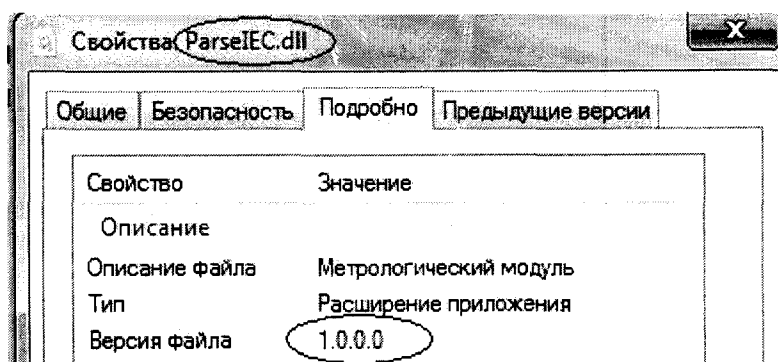 Свойства: ParseIEC.dll
Общие Безопасность Подробно Предыдущие версии
Свойство Значение
Описание
Описание файла Метрологический модуль
Тип Расширение приложения
Версия файла 1.0.0.0